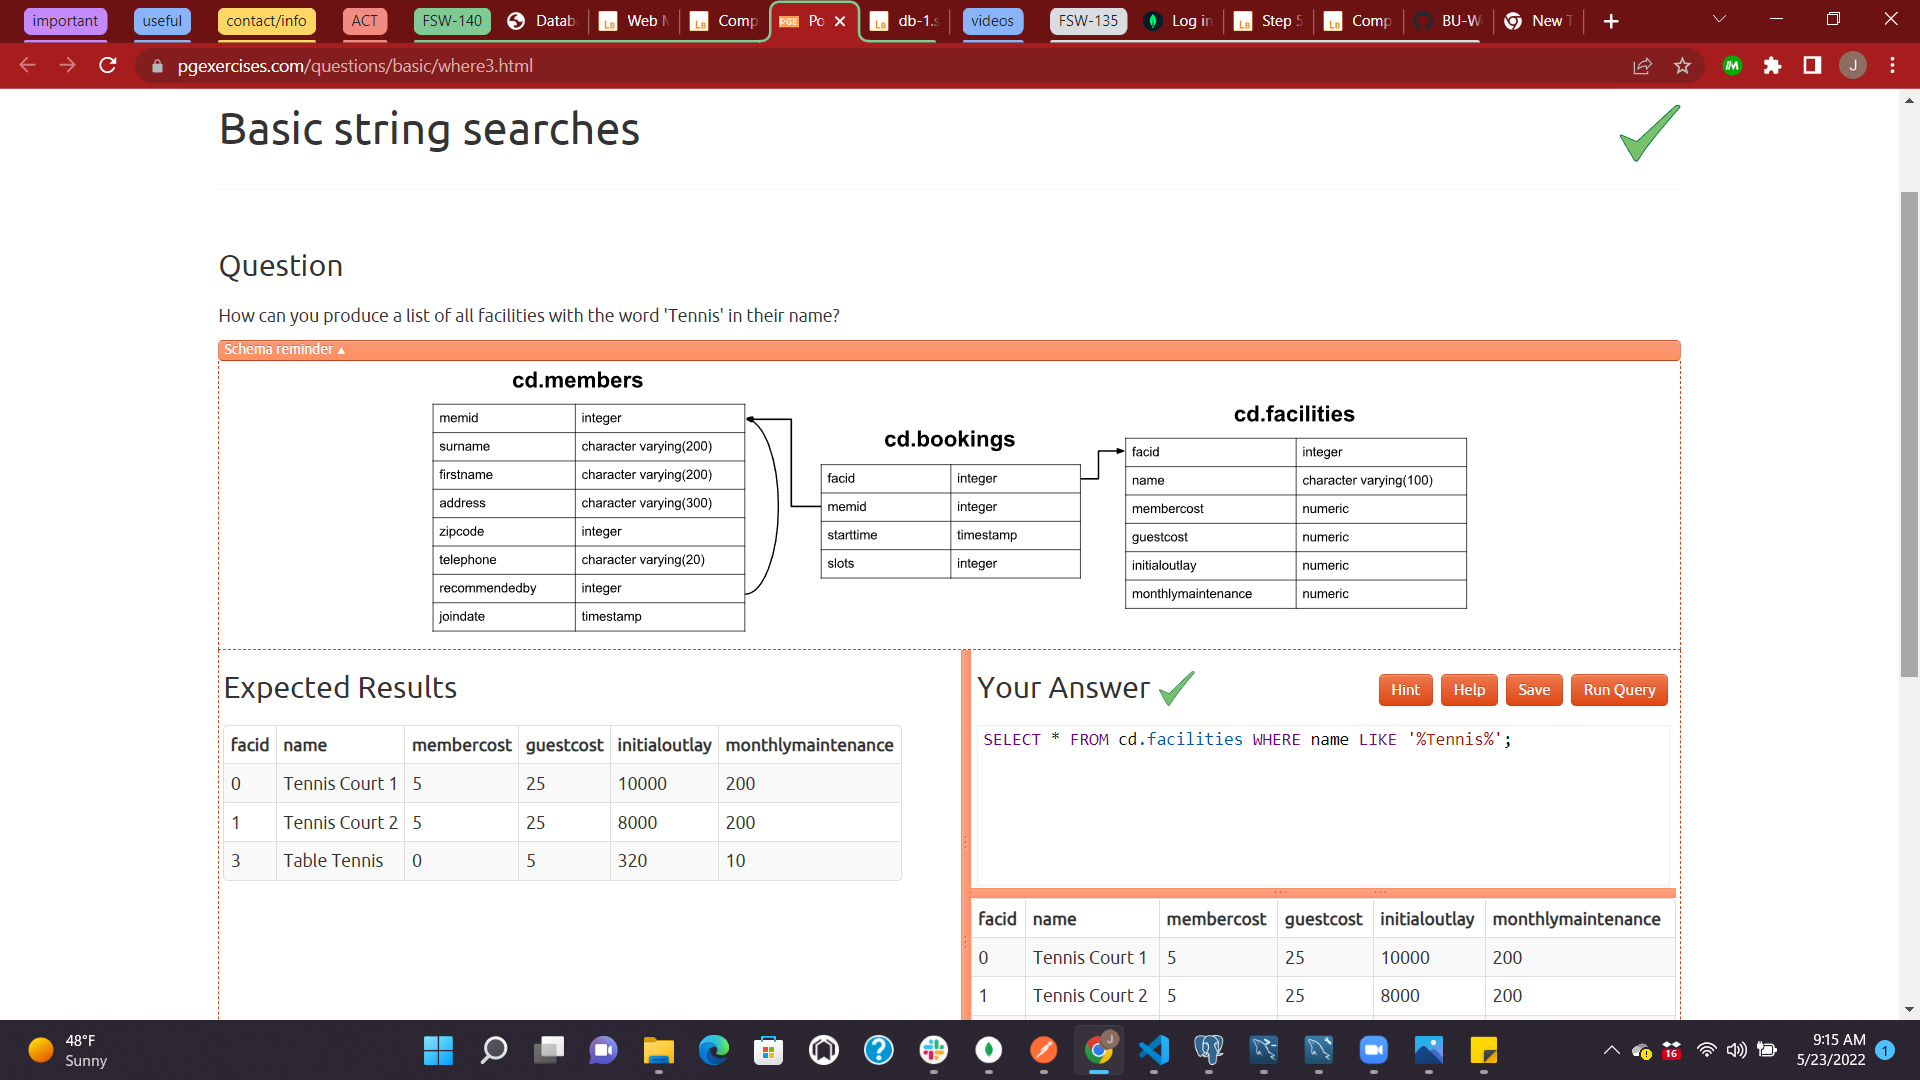 important useful contact/info ACT FSW-140 Datab Web Comp PGE Po db-1.s videos FSW-135 Log in Step 5 Comp BU-W New T
pgexercises.com/questions/basic/where3.html J
Basic string searches
Question
How can you produce a list of all facilities with the word 'Tennis' in their name?
Schema reminder ▲
cd.members
memid integer
surname character varying(200)
firstname character varying(200)
address character varying(300)
zipcode integer
telephone character varying(20)
recommendedby integer
joindate timestamp
cd.bookings
facid integer
memid integer
starttime timestamp
slots integer
cd.facilities
facid integer
name character varying(100)
membercost numeric
guestcost numeric
initialoutlay numeric
monthlymaintenance numeric
Expected Results
facid name membercost guestcost initialoutlay monthlymaintenance
0 Tennis Court 1 5 25 10000 200
1 Tennis Court 2 5 25 8000 200
3 Table Tennis 0 5 320 10
Your Answer
Hint Help Save Run Query
SELECT * FROM cd.facilities WHERE name LIKE '%Tennis%';
facid name membercost guestcost initialoutlay monthlymaintenance
0 Tennis Court 1 5 25 10000 200
1 Tennis Court 2 5 25 8000 200
48°F
Sunny
J
16
9:15 AM
5/23/2022
1